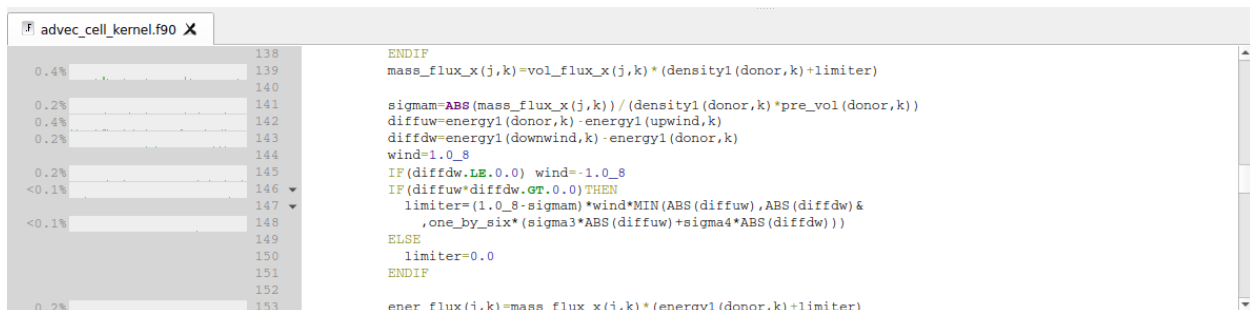 advec_cell_kernel.f90 X
138 ENDIF
0.4% 139 mass_flux_x(j,k)=vol_flux_x(j,k)*(density1(donor,k)+limiter)
140
0.2% 141 sigmam=ABS(mass_flux_x(j,k))/(density1(donor,k)*pre_vol(donor,k))
0.4% 142 diffuw=energy1(donor,k)-energy1(upwind,k)
0.2% 143 diffdw=energy1(downwind,k)-energy1(donor,k)
144 wind=1.0_8
0.2% 145 IF(diffdw.LE.0.0) wind=-1.0_8
<0.1% 146 IF(diffuw*diffdw.GT.0.0)THEN
147 limiter=(1.0_8-sigmam)*wind*MIN(ABS(diffuw),ABS(diffdw)&
<0.1% 148 ,one_by_six*(sigma3*ABS(diffuw)+sigma4*ABS(diffdw)))
149 ELSE
150 limiter=0.0
151 ENDIF
152
0.2% 153 ener_flux(j,k)=mass_flux_x(j,k)*(energy1(donor,k)+limiter)